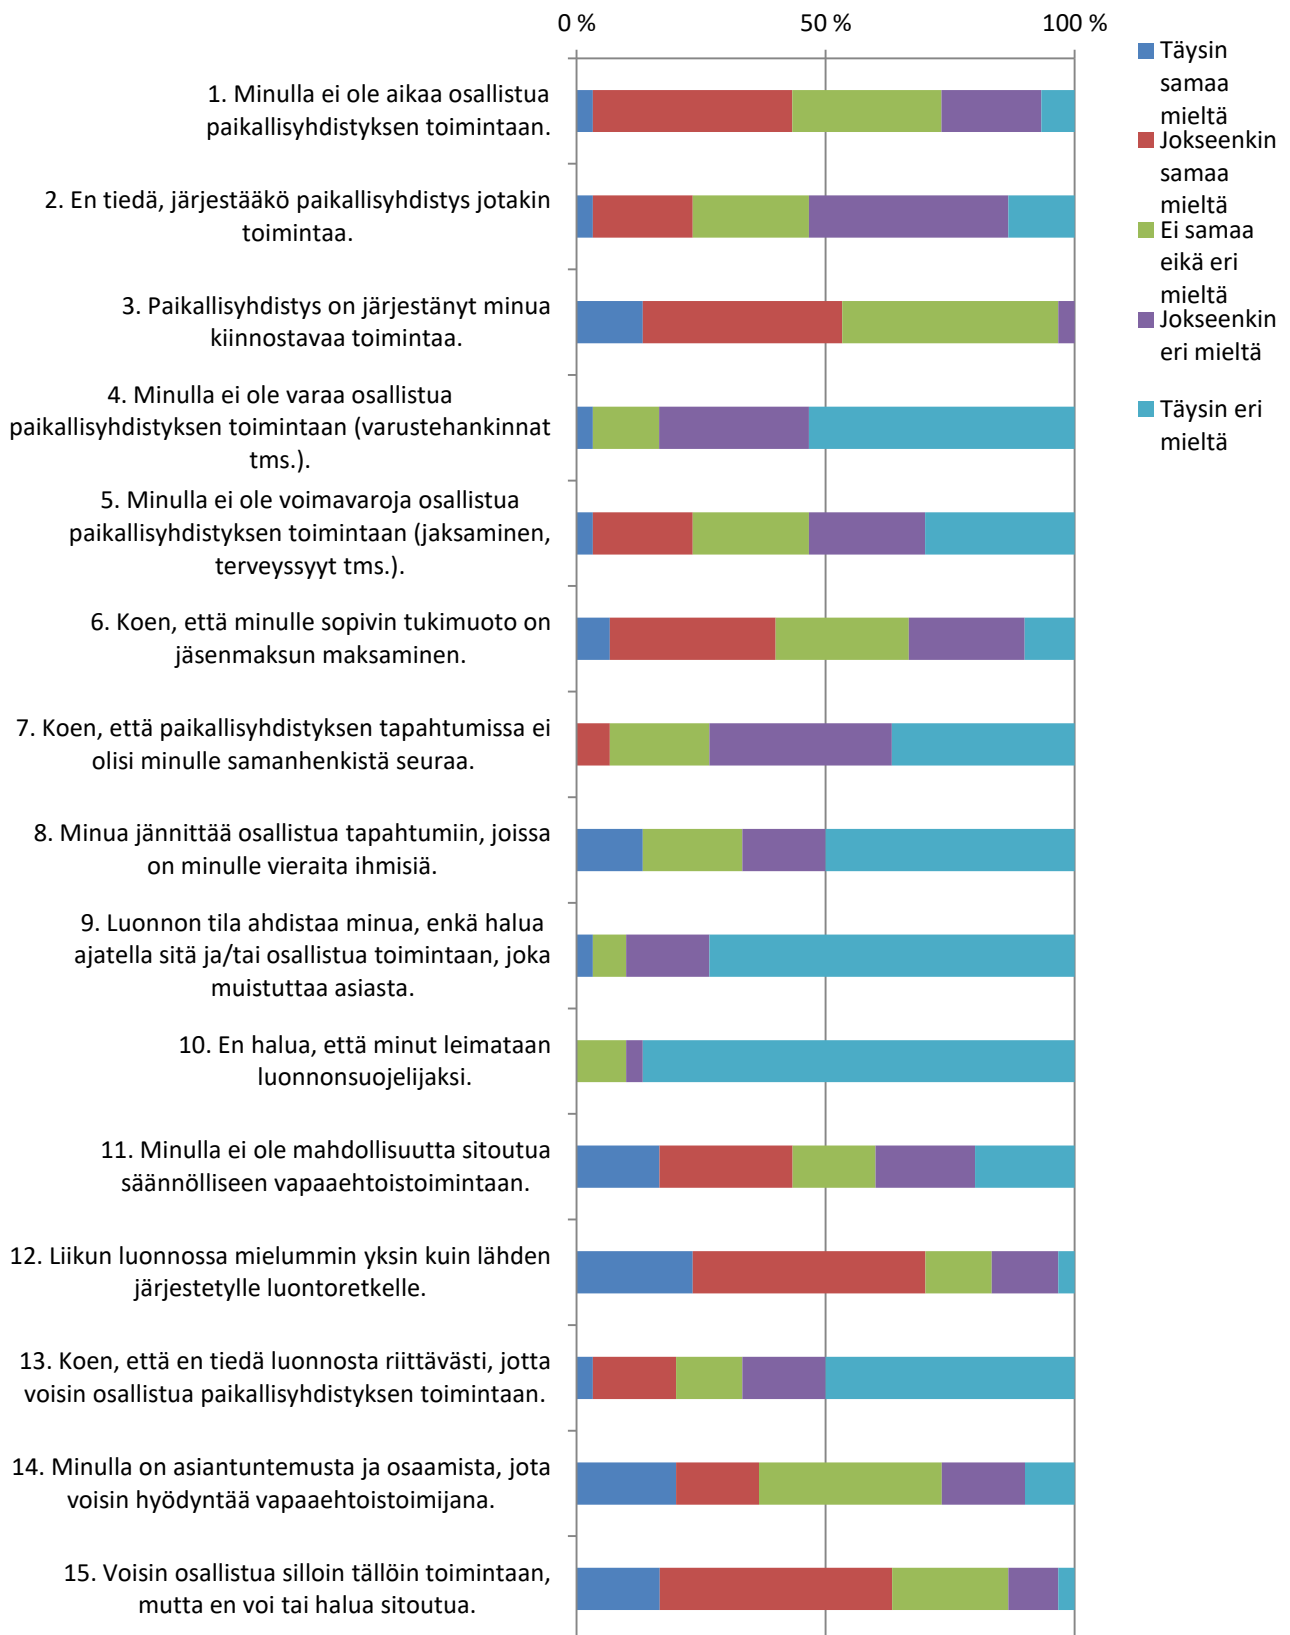 0 %
50 %
100 %
Täysin
samaa
mieltä
Jokseenkin
samaa
mieltä
Ei samaa
eikä eri
mieltä
Jokseenkin
eri mieltä
Täysin eri
mieltä
1. Minulla ei ole aikaa osallistua
paikallisyhdistyksen toimintaan.
2. En tiedä, järjestääkö paikallisyhdistys jotakin
toimintaa.
3. Paikallisyhdistys on järjestänyt minua
kiinnostavaa toimintaa.
4. Minulla ei ole varaa osallistua
paikallisyhdistyksen toimintaan (varustehankinnat
tms.).
5. Minulla ei ole voimavaroja osallistua
paikallisyhdistyksen toimintaan (jaksaminen,
terveyssyyt tms.).
6. Koen, että minulle sopivin tukimuoto on
jäsenmaksun maksaminen.
7. Koen, että paikallisyhdistyksen tapahtumissa ei
olisi minulle samanhenkistä seuraa.
8. Minua jännittää osallistua tapahtumiin, joissa
on minulle vieraita ihmisiä.
9. Luonnon tila ahdistaa minua, enkä halua
ajatella sitä ja/tai osallistua toimintaan, joka
muistuttaa asiasta.
10. En halua, että minut leimataan
luonnonsuojelijaksi.
11. Minulla ei ole mahdollisuutta sitoutua
säännölliseen vapaaehtoistoimintaan.
12. Liikun luonnossa mielummin yksin kuin lähden
järjestetylle luontoretkelle.
13. Koen, että en tiedä luonnosta riittävästi, jotta
voisin osallistua paikallisyhdistyksen toimintaan.
14. Minulla on asiantuntemusta ja osaamista, jota
voisin hyödyntää vapaaehtoistoimijana.
15. Voisin osallistua silloin tällöin toimintaan,
mutta en voi tai halua sitoutua.